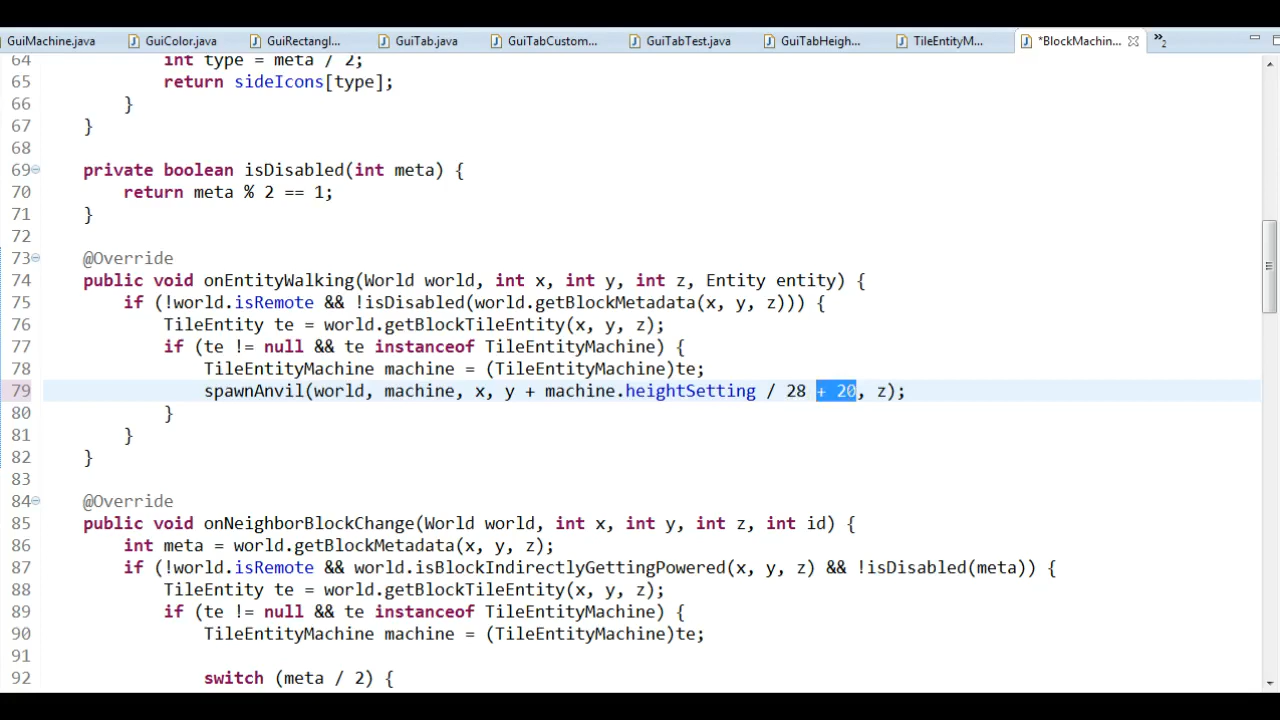 GuiMachine.java GuiColor.java GuiRectangl... GuiTab.java GuiTabCustom... GuiTabTest.java GuiTabHeigh... TileEntityM... *BlockMachin... »2
64 int type = meta / 2;
65 return sideIcons[type];
66 }
67 }
68
69 private boolean isDisabled(int meta) {
70 return meta % 2 == 1;
71 }
72
73 @Override
74 public void onEntityWalking(World world, int x, int y, int z, Entity entity) {
75 if (!world.isRemote && !isDisabled(world.getBlockMetadata(x, y, z))) {
76 TileEntity te = world.getBlockTileEntity(x, y, z);
77 if (te != null && te instanceof TileEntityMachine) {
78 TileEntityMachine machine = (TileEntityMachine)te;
79 spawnAnvil(world, machine, x, y + machine.heightSetting / 28 + 20, z);
80 }
81 }
82 }
83
84 @Override
85 public void onNeighborBlockChange(World world, int x, int y, int z, int id) {
86 int meta = world.getBlockMetadata(x, y, z);
87 if (!world.isRemote && world.isBlockIndirectlyGettingPowered(x, y, z) && !isDisabled(meta)) {
88 TileEntity te = world.getBlockTileEntity(x, y, z);
89 if (te != null && te instanceof TileEntityMachine) {
90 TileEntityMachine machine = (TileEntityMachine)te;
91
92 switch (meta / 2) {